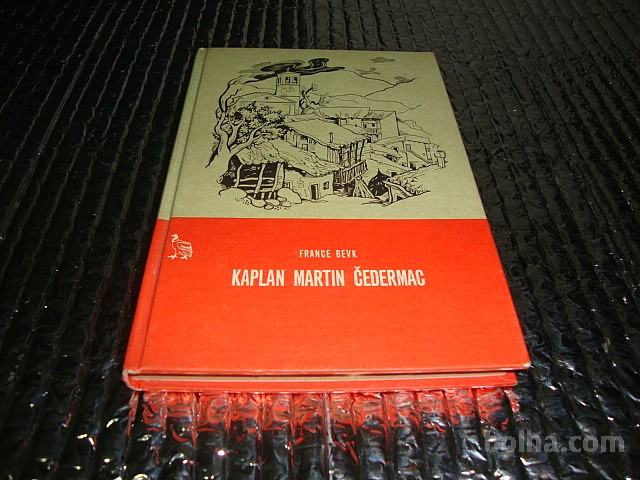 FRANCE BEVK
KAPLAN MARTIN ČEDERMAC
bolha.com